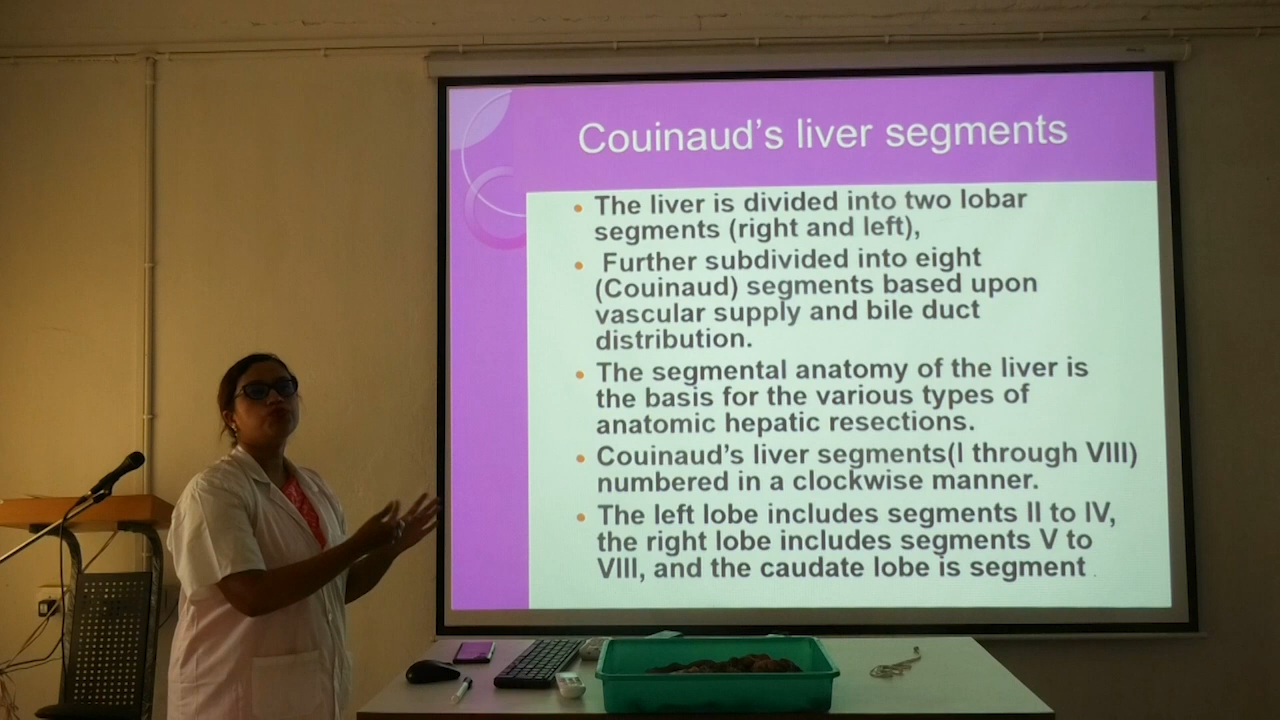 Couinaud's liver segments
• The liver is divided into two lobar
segments (right and left),
• Further subdivided into eight
(Couinaud) segments based upon
vascular supply and bile duct
distribution.
• The segmental anatomy of the liver is
the basis for the various types of
anatomic hepatic resections.
• Couinaud's liver segments(I through VIII)
numbered in a clockwise manner.
• The left lobe includes segments II to IV,
the right lobe includes segments V to
VIII, and the caudate lobe is segment .